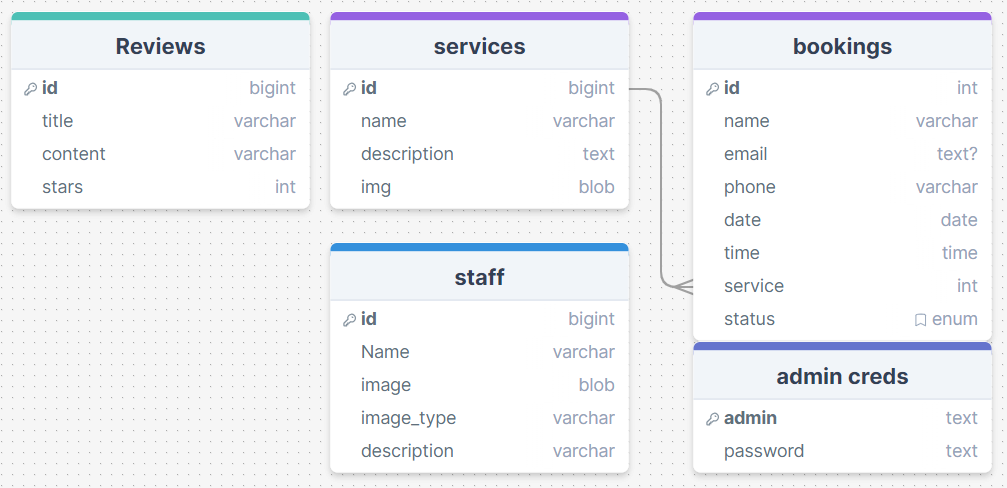 Reviews
id bigint
title varchar
content varchar
stars int
services
id bigint
name varchar
description text
img blob
staff
id bigint
Name varchar
image blob
image_type varchar
description varchar
bookings
id int
name varchar
email text?
phone varchar
date date
time time
service int
status enum
admin creds
admin text
password text